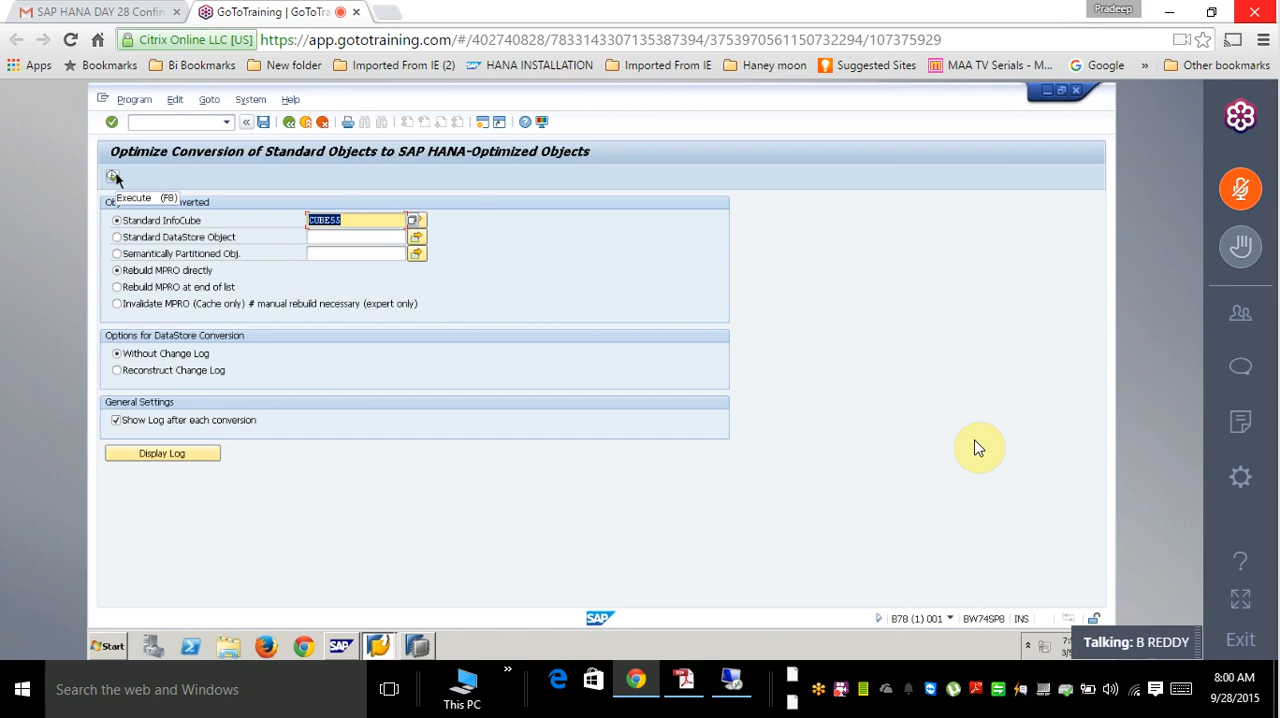 SAP HANA DAY 28 Confir
GoToTraining | GoToTra
Pradeep
Citrix Online LLC [US]
https://app.gototraining.com/#/402740828/7833143307135387394/3753970561150732294/107375929
Apps
Bookmarks
Bi Bookmarks
New folder
Imported From IE (2)
HANA INSTALLATION
Imported From IE
Haney moon
Suggested Sites
MAA TV Serials - M...
Google
»
Other bookmarks
Program
Edit
Goto
System
Help
Optimize Conversion of Standard Objects to SAP HANA-Optimized Objects
Execute (F8)
verted
Standard InfoCube
CUBE55
Standard DataStore Object
Semantically Partitioned Obj.
Rebuild MPRO directly
Rebuild MPRO at end of list
Invalidate MPRO (Cache only) # manual rebuild necessary (expert only)
Options for DataStore Conversion
Without Change Log
Reconstruct Change Log
General Settings
Show Log after each conversion
Display Log
SAP
B78 (1) 001
BW74SP8
INS
Start
SAP
Talking: B REDDY
Exit
Search the web and Windows
This PC
»
8:00 AM
9/28/2015